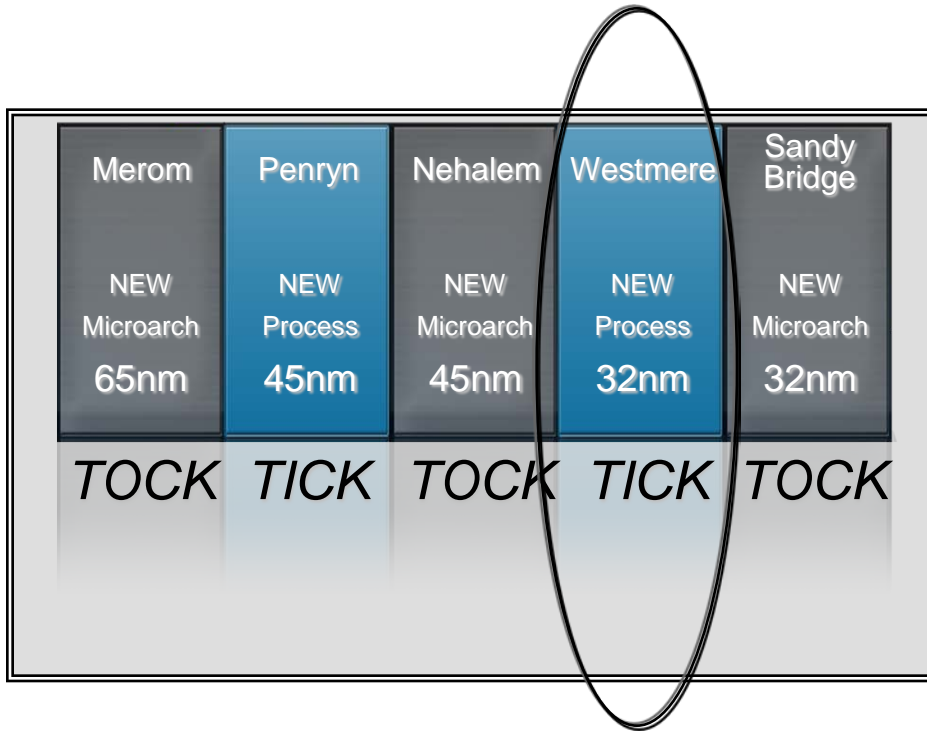 Merom
NEW
Microarch
65nm
TOCK
Penryn
NEW
Process
45nm
TICK
Nehalem
NEW
Microarch
45nm
TOCK
Westmere
NEW
Process
32nm
TICK
Sandy
Bridge
NEW
Microarch
32nm
TOCK